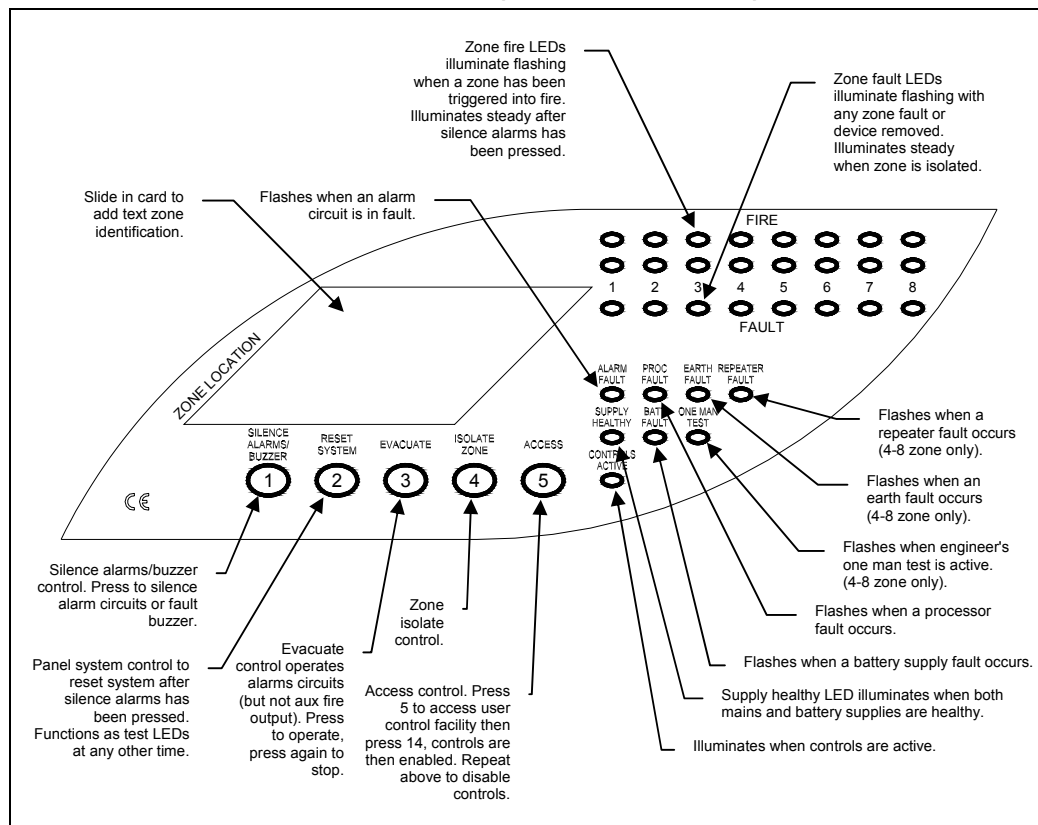 Zone fire LEDs
illuminate flashing
when a zone has been
triggered into fire.
Illuminates steady after
silence alarms has
been pressed.
Zone fault LEDs
illuminate flashing with
any zone fault or
device removed.
Illuminates steady
when zone is isolated.
Slide in card to
add text zone
identification.
Flashes when an alarm
circuit is in fault.
FIRE
1 2 3 4 5 6 7 8
FAULT
ZONE LOCATION
ALARM
FAULT
PROC
FAULT
EARTH
FAULT
REPEATER
FAULT
SUPPLY
HEALTHY
BATT
FAULT
ONE MAN
TEST
CONTROLS
ACTIVE
SILENCE
ALARMS/
BUZZER
RESET
SYSTEM
EVACUATE
ISOLATE
ZONE
ACCESS
1 2 3 4 5
CE
Flashes when a
repeater fault occurs
(4-8 zone only).
Flashes when an
earth fault occurs
(4-8 zone only).
Flashes when engineer's
one man test is active.
(4-8 zone only).
Flashes when a processor
fault occurs.
Flashes when a battery supply fault occurs.
Supply healthy LED illuminates when both
mains and battery supplies are healthy.
Illuminates when controls are active.
Silence alarms/buzzer
control. Press to silence
alarm circuits or fault
buzzer.
Panel system control to
reset system after
silence alarms has
been pressed.
Functions as test LEDs
at any other time.
Evacuate
control operates
alarms circuits
(but not aux fire
output). Press
to operate,
press again to
stop.
Zone
isolate
control.
Access control. Press
5 to access user
control facility then
press 14, controls are
then enabled. Repeat
above to disable
controls.